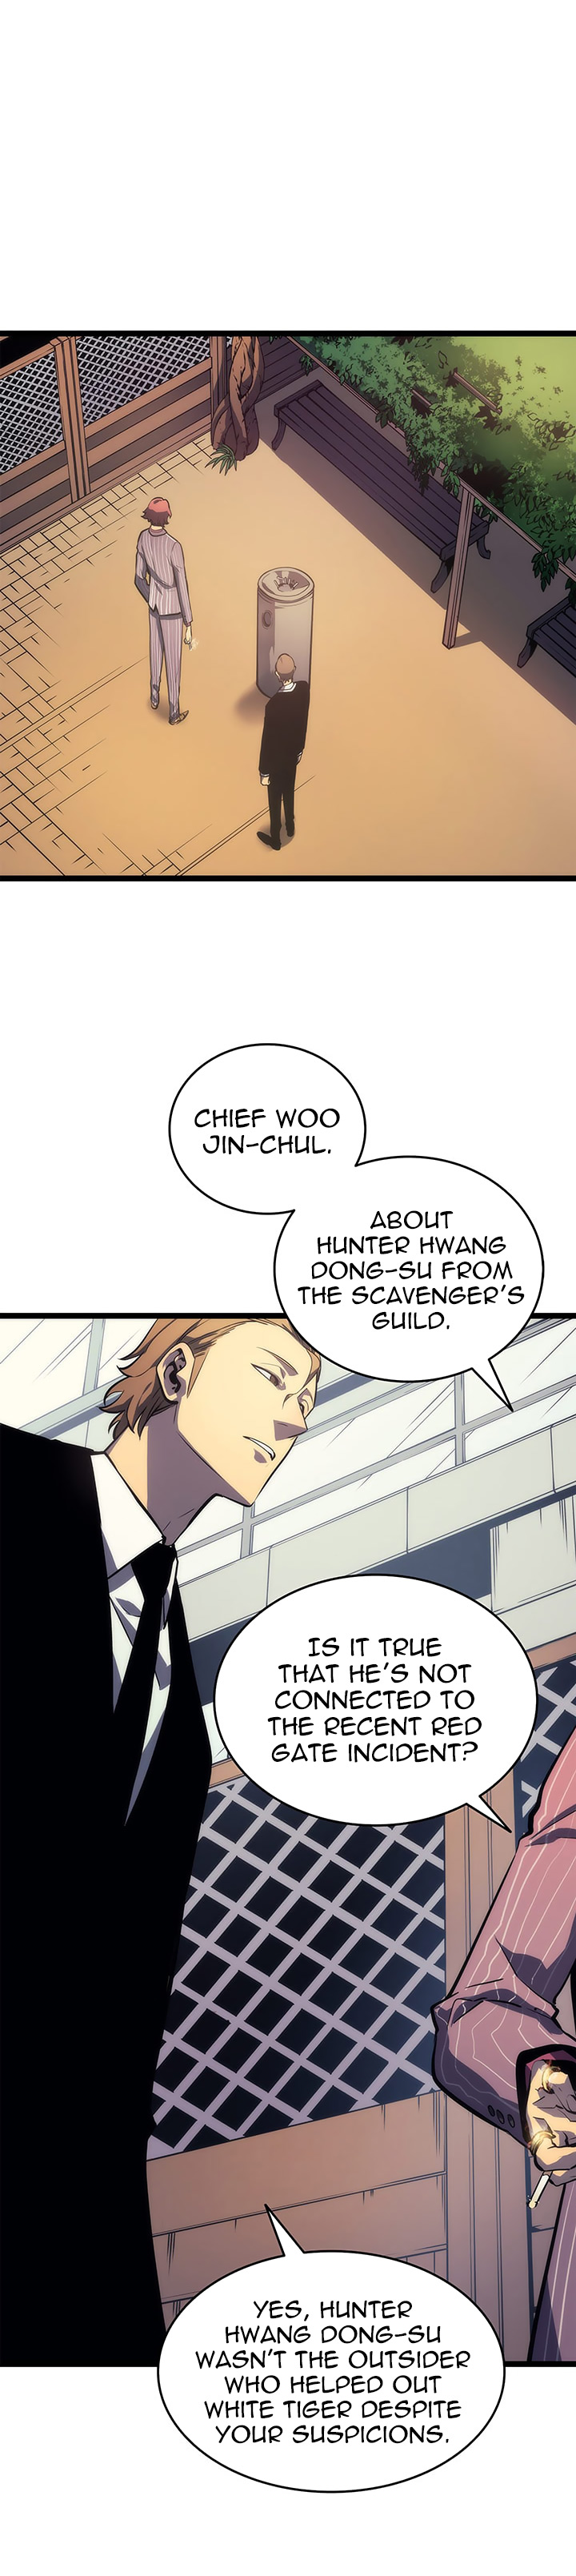 CHIEF WOO
JIN-CHUL.
ABOUT
HUNTER HWANG
DONG-SU FROM
THE SCAVENGER'S
GUILD.
IS IT TRUE
THAT HE'S NOT
CONNECTED TO
THE RECENT RED
GATE INCIDENT?
YES, HUNTER
HWANG DONG-SU
WASN'T THE OUTSIDER
WHO HELPED OUT
WHITE TIGER DESPITE
YOUR SUSPICIONS.